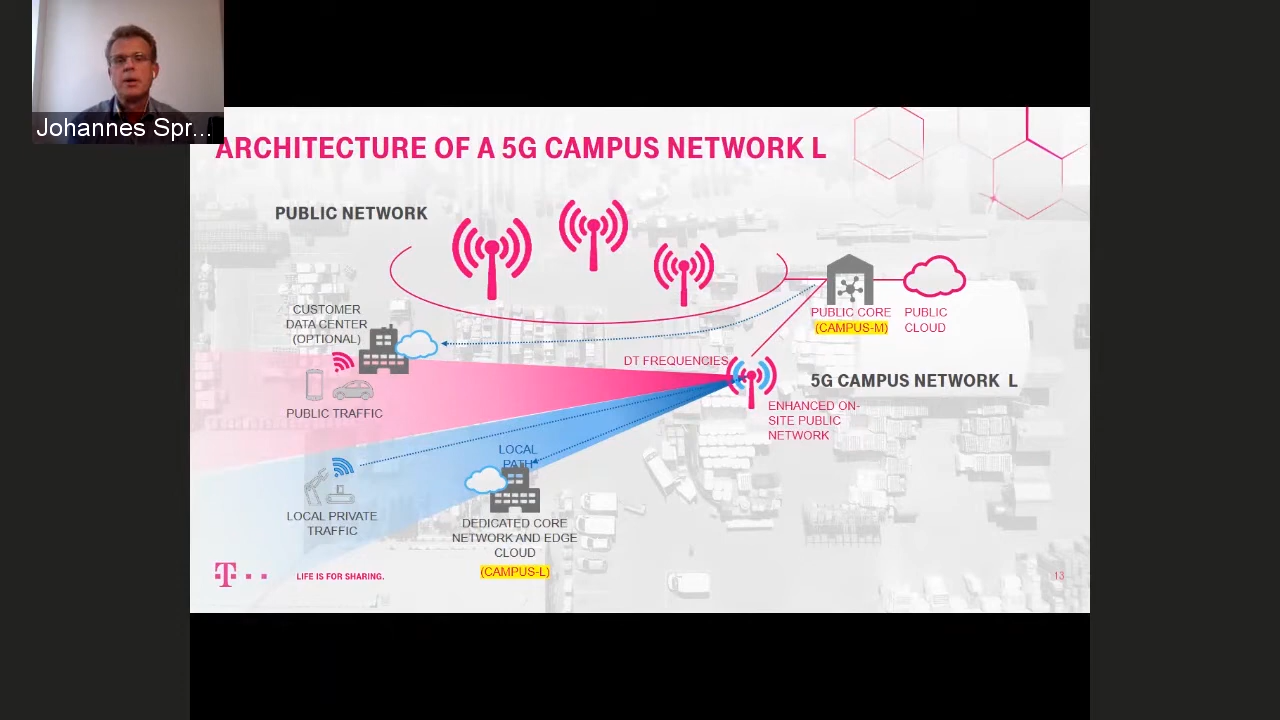 Johannes Spr...
ARCHITECTURE OF A 5G CAMPUS NETWORK L
PUBLIC NETWORK
CUSTOMER
DATA CENTER
(OPTIONAL)
PUBLIC CORE
(CAMPUS-M)
PUBLIC
CLOUD
DT FREQUENCIES
5G CAMPUS NETWORK L
PUBLIC TRAFFIC
ENHANCED ON-
SITE PUBLIC
NETWORK
LOCAL
PATH
LOCAL PRIVATE
TRAFFIC
DEDICATED CORE
NETWORK AND EDGE
CLOUD
(CAMPUS-L)
T
LIFE IS FOR SHARING.
13